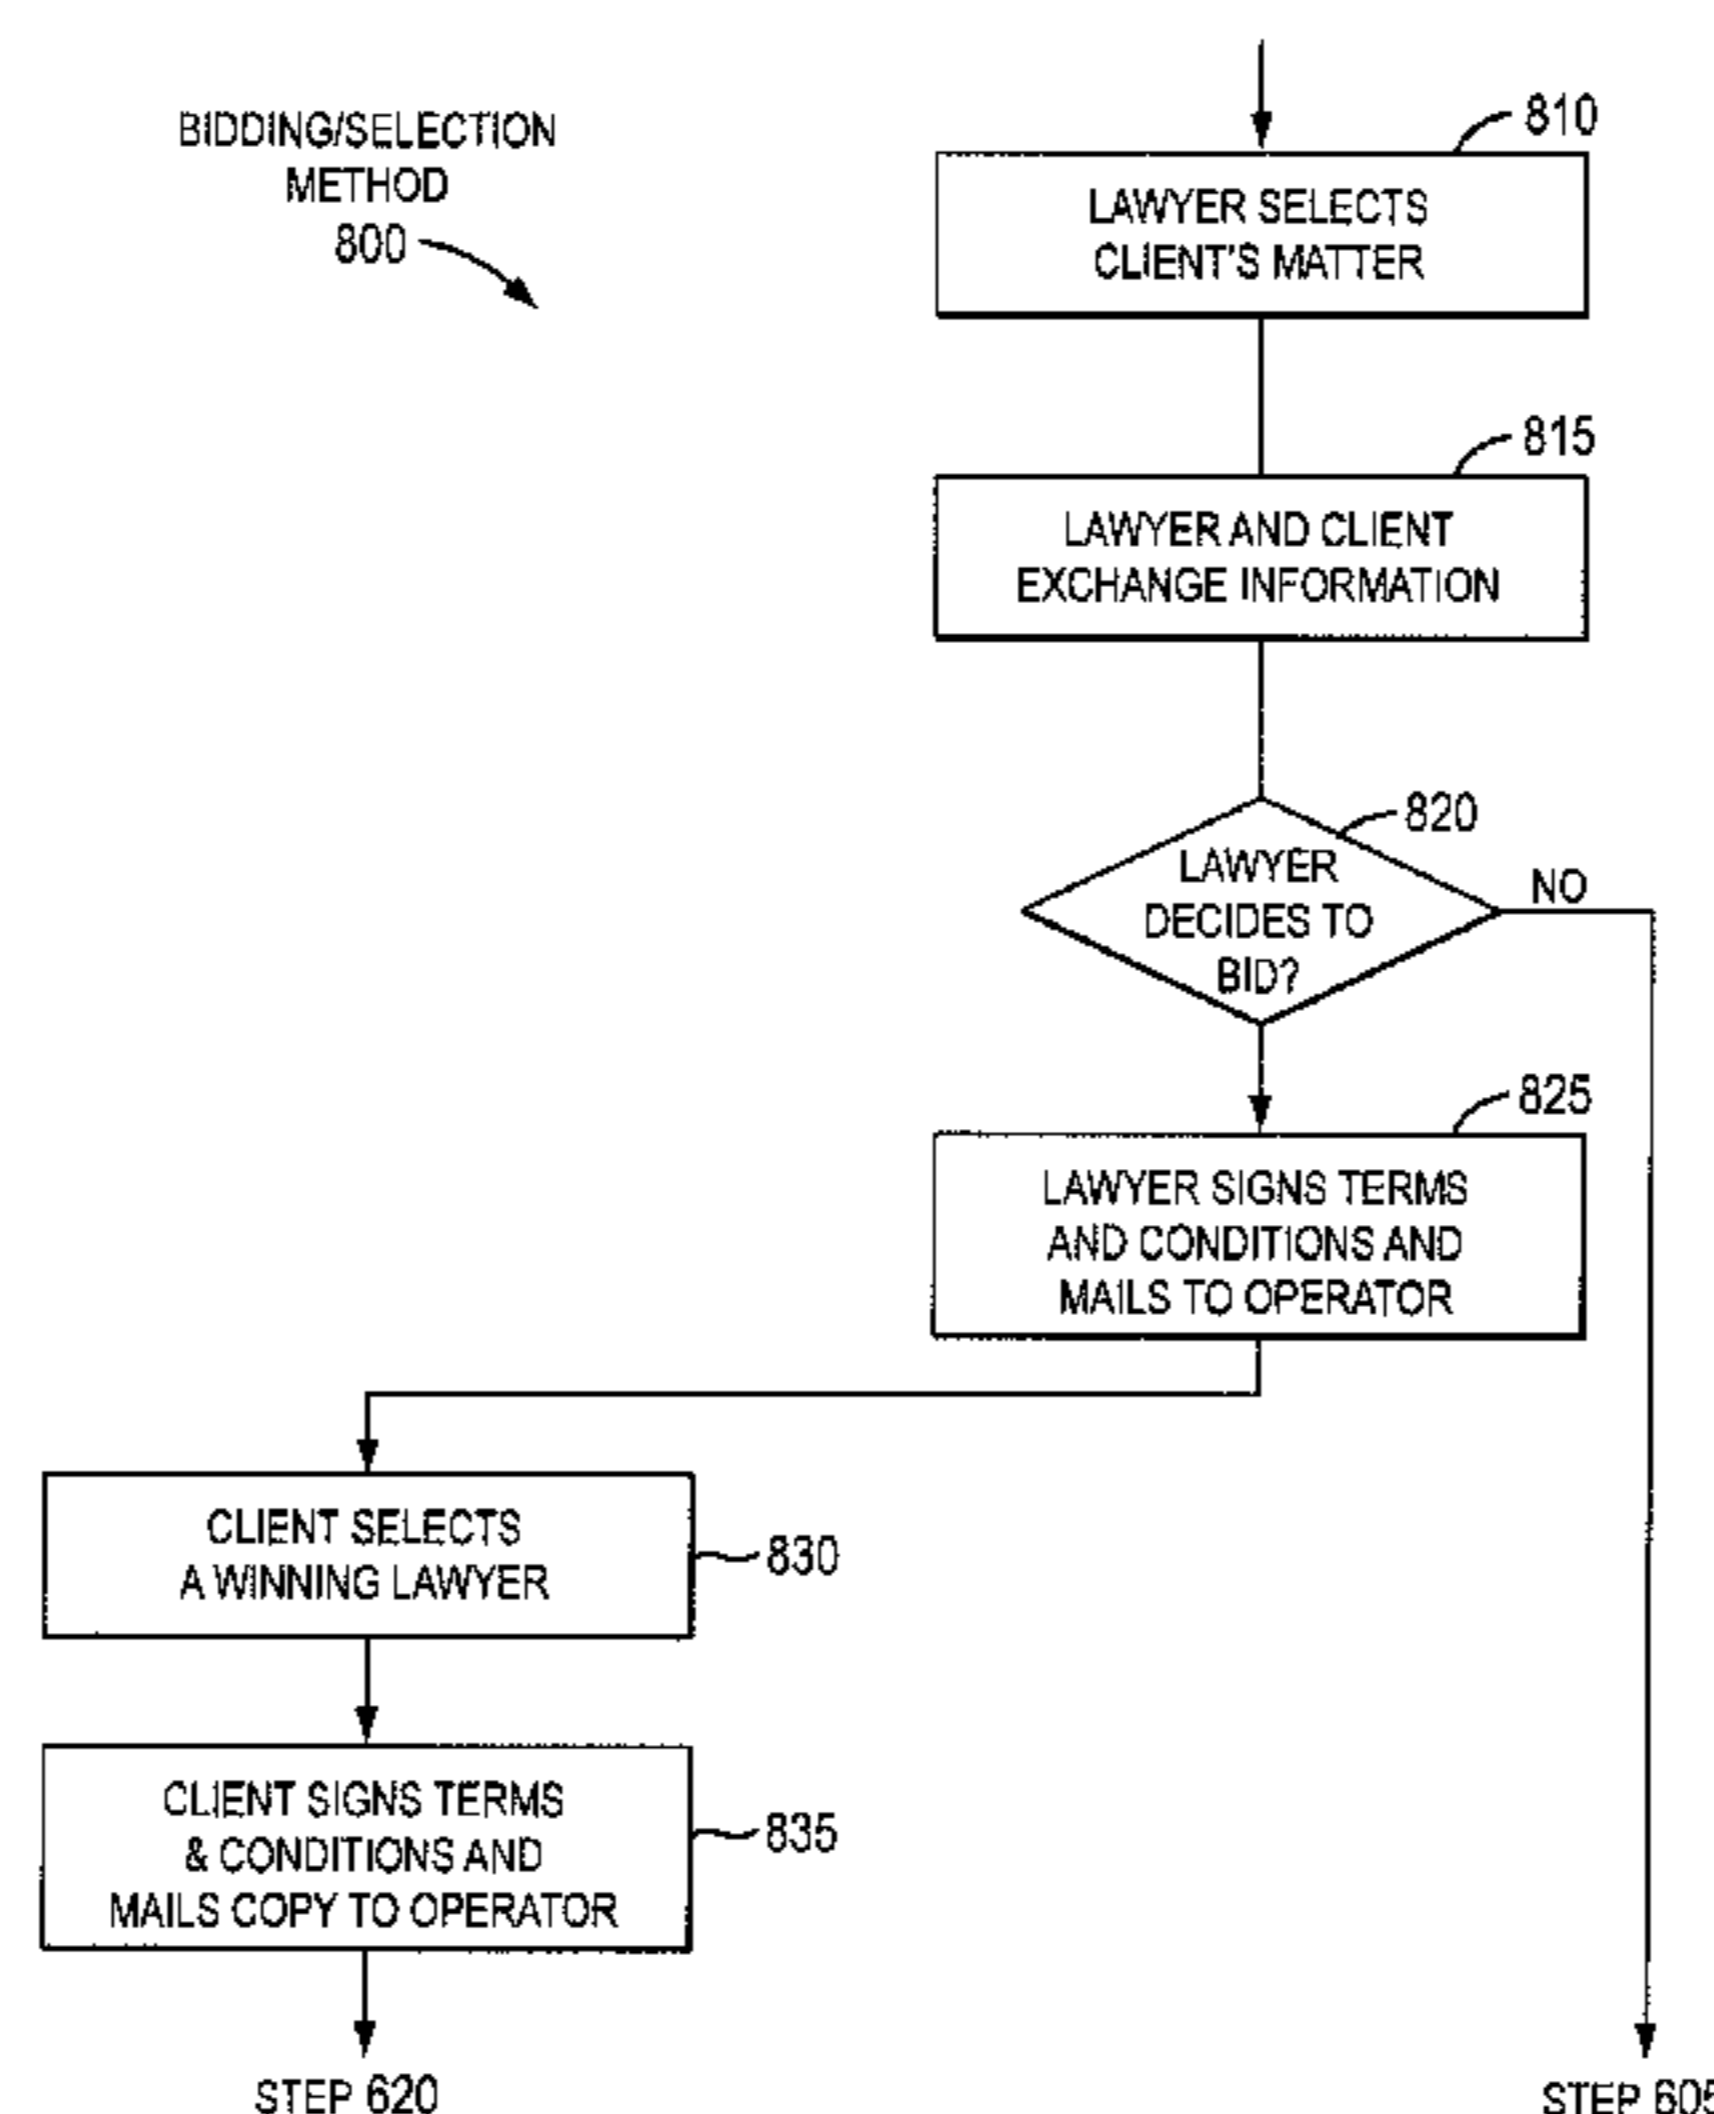 BIDDING/SELECTION
METHOD
800
810
LAWYER SELECTS
CLIENT'S MATTER
815
LAWYER AND CLIENT
EXCHANGE INFORMATION
820
LAWYER
DECIDES TO
BID?
NO
825
LAWYER SIGNS TERMS
AND CONDITIONS AND
MAILS TO OPERATOR
CLIENT SELECTS
A WINNING LAWYER
830
CLIENT SIGNS TERMS
& CONDITIONS AND
MAILS COPY TO OPERATOR
835
STEP 620
STEP 605